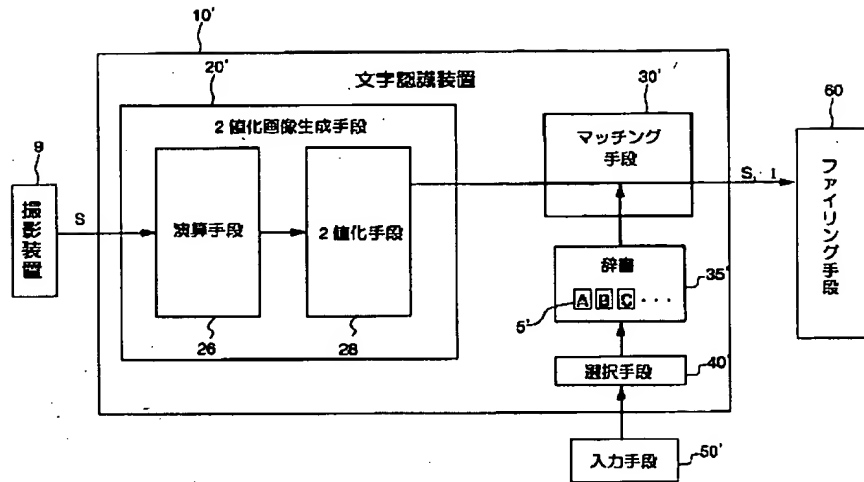 10'
文字認識装置
20'
2値化画像生成手段
30'
マッチング
手段
60
ファイリング手段
9
撮影装置
S
演算手段
2値化手段
S, I
26
28
辞書
5'
A B C ・・・
35'
選択手段
40'
入力手段
50'